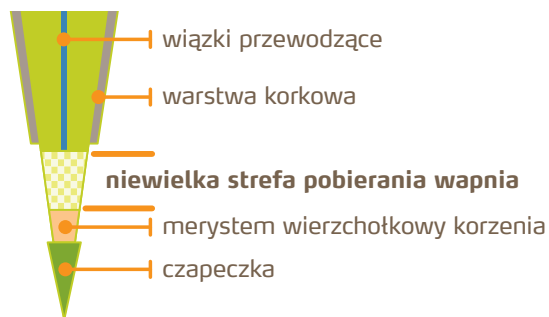 wiązki przewodzące
warstwa korkowa
niewielka strefa pobierania wapnia
merystem wierzchołkowy korzenia
czapeczka